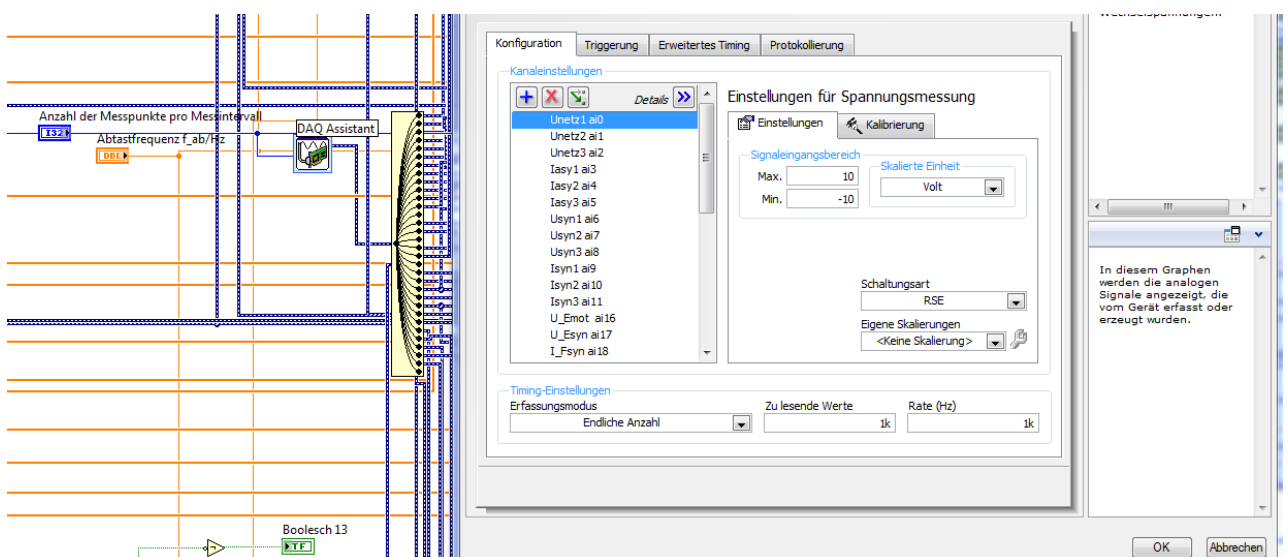 Wechselspannungen.
Anzahl der Messpunkte pro Messintervall
I32
Abtastfrequenz f_ab/Hz
DBL
DAQ Assistant
Boolesch 13
TF
Konfiguration
Triggerung
Erweitertes Timing
Protokollierung
Kanaleinstellungen
Details
Unetz1 ai0
Unetz2 ai1
Unetz3 ai2
Iasy1 ai3
Iasy2 ai4
Iasy3 ai5
Usyn1 ai6
Usyn2 ai7
Usyn3 ai8
Isyn1 ai9
Isyn2 ai10
Isyn3 ai11
U_Emot ai16
U_Esyn ai17
I_Fsyn ai18
Einstellungen für Spannungsmessung
Einstellungen
Kalibrierung
Signaleingangsbereich
Max. 10
Min. -10
Skalierte Einheit
Volt
Schaltungsart
RSE
Eigene Skalierungen
<Keine Skalierung>
Timing-Einstellungen
Erfassungsmodus
Endliche Anzahl
Zu lesende Werte
1k
Rate (Hz)
1k
In diesem Graphen
werden die analogen
Signale angezeigt, die
vom Gerät erfasst oder
erzeugt wurden.
OK
Abbrechen